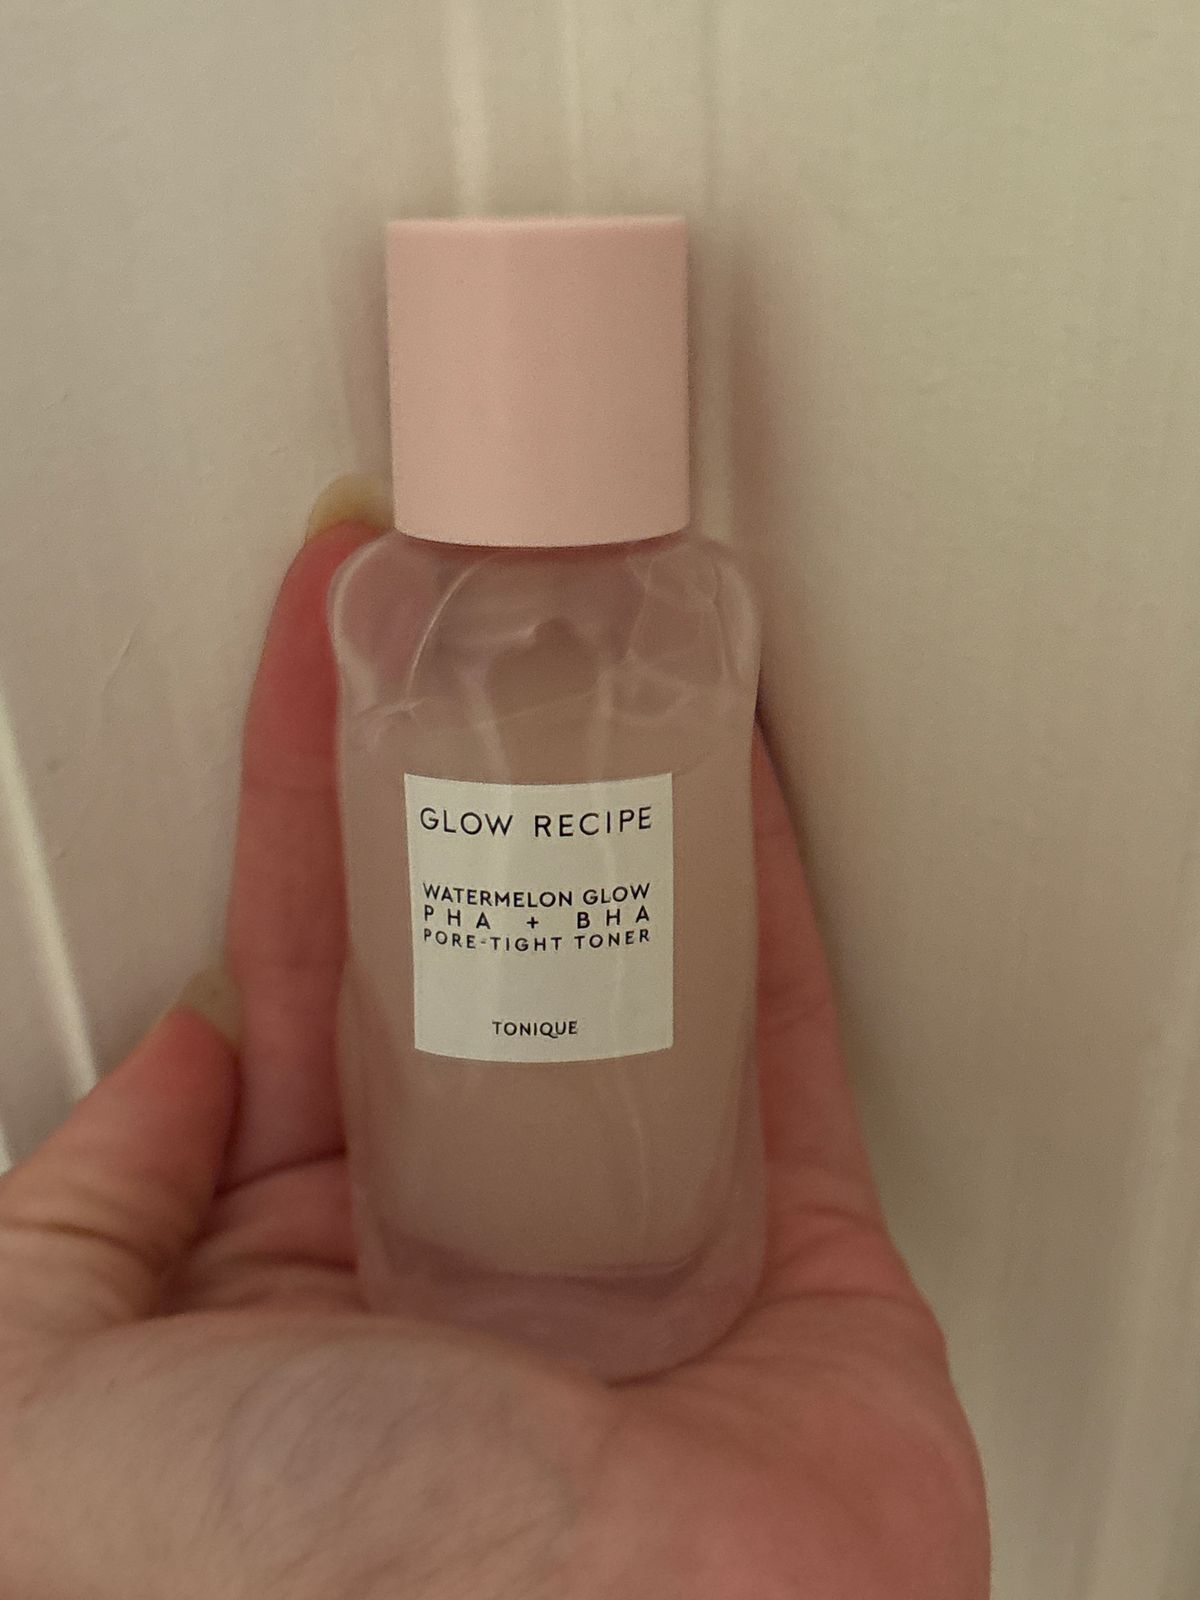 GLOW RECIPE
WATERMELON GLOW
PHA + BHA
PORE-TIGHT TONER
TONIQUE